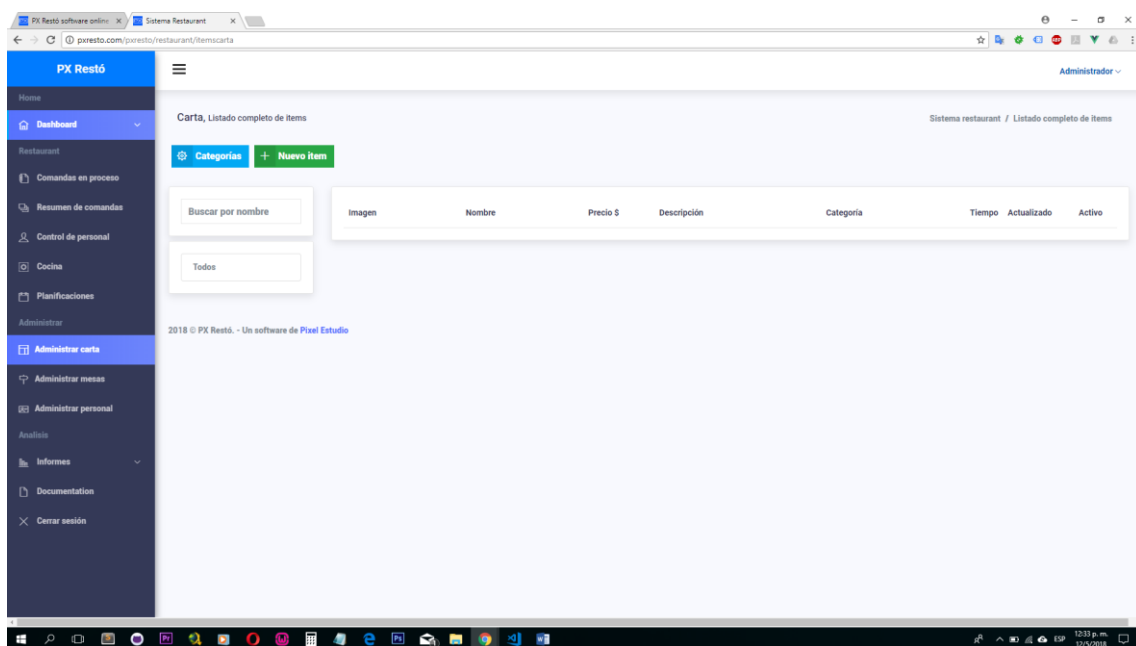 PX Restó software online
Sistema Restaurant
pxresto.com/pxresto/restaurant/itemscarta
PX Restó
Administrador
Home
Dashboard
Restaurant
Comandas en proceso
Resumen de comandas
Control de personal
Cocina
Planificaciones
Administrar
Administrar carta
Administrar mesas
Administrar personal
Analisis
Informes
Documentation
Cerrar sesión
Carta, Listado completo de items
Sistema restaurant / Listado completo de items
Categorías
Nuevo item
Buscar por nombre
Todos
Imagen Nombre Precio $ Descripción Categoría Tiempo Actualizado Activo
2018 © PX Restó. - Un software de Pixel Estudio
ESP
12:33 p. m.
12/5/2018